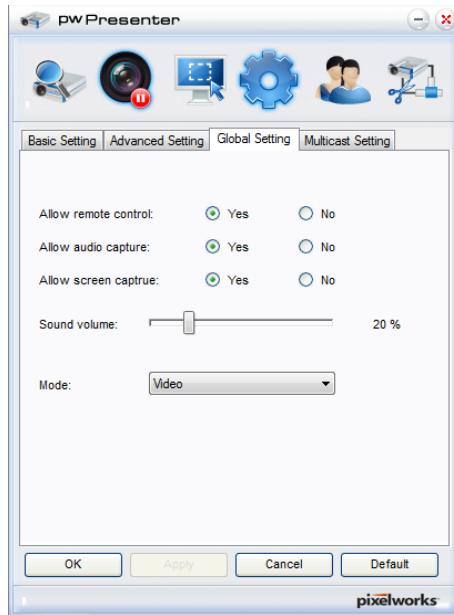 pwPresenter
Basic Setting Advanced Setting Global Setting Multicast Setting
Allow remote control: Yes No
Allow audio capture: Yes No
Allow screen captrue: Yes No
Sound volume: 20 %
Mode: Video
OK Apply Cancel Default
pixelworks